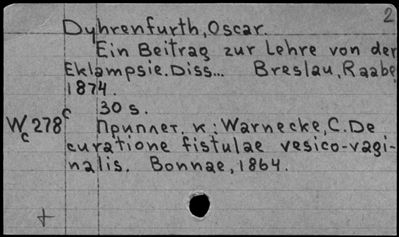 2
Dyhrenfurth, Oscar.
Ein Beitrag zur Lehre von der
Eklampsie. Diss... Breslau, Raabe
1874.
30 s.
Wc 278c Приплет. к: Warnecke, C. De
curatione fistulae vesico-vagi-
nalis. Bonnae, 1864.
+